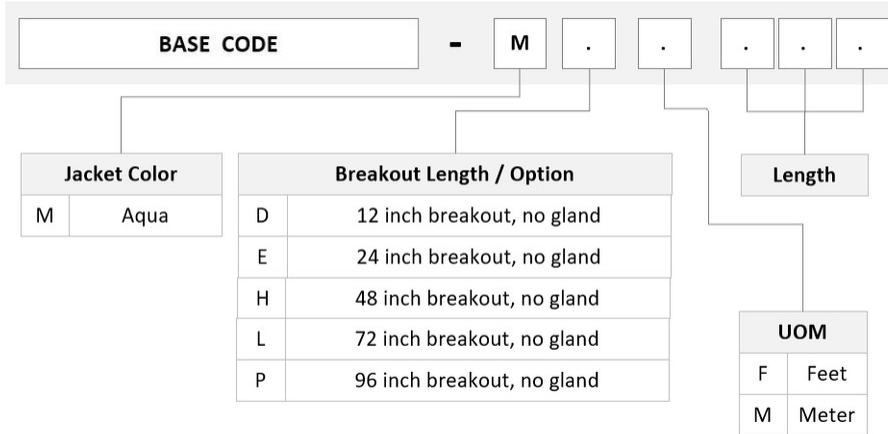 BASE CODE - M . . . . .
Jacket Color
M Aqua
Breakout Length / Option
D 12 inch breakout, no gland
E 24 inch breakout, no gland
H 48 inch breakout, no gland
L 72 inch breakout, no gland
P 96 inch breakout, no gland
Length
UOM
F Feet
M Meter